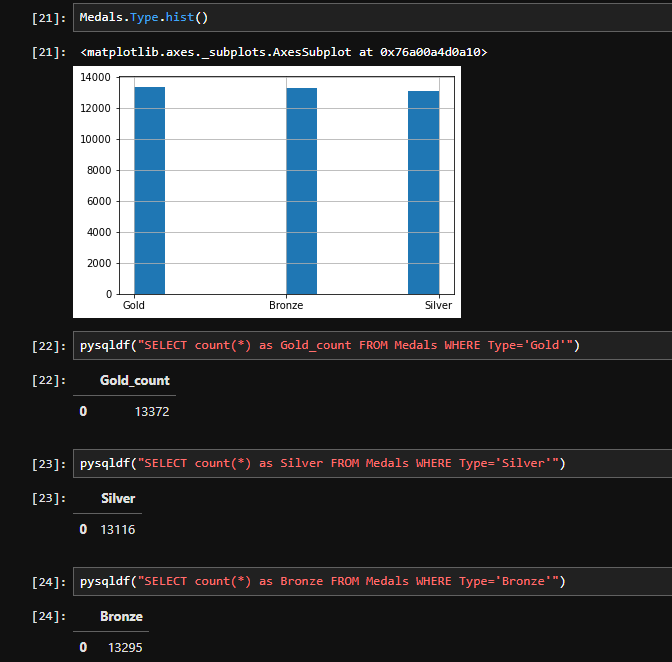 [21]: Medals.Type.hist()
[21]: <matplotlib.axes._subplots.AxesSubplot at 0x76a00a4d0a10>
14000
12000
10000
8000
6000
4000
2000
0
Gold Bronze Silver
[22]: pysqldf("SELECT count(*) as Gold_count FROM Medals WHERE Type='Gold'")
[22]: Gold_count
0 13372
[23]: pysqldf("SELECT count(*) as Silver FROM Medals WHERE Type='Silver'")
[23]: Silver
0 13116
[24]: pysqldf("SELECT count(*) as Bronze FROM Medals WHERE Type='Bronze'")
[24]: Bronze
0 13295